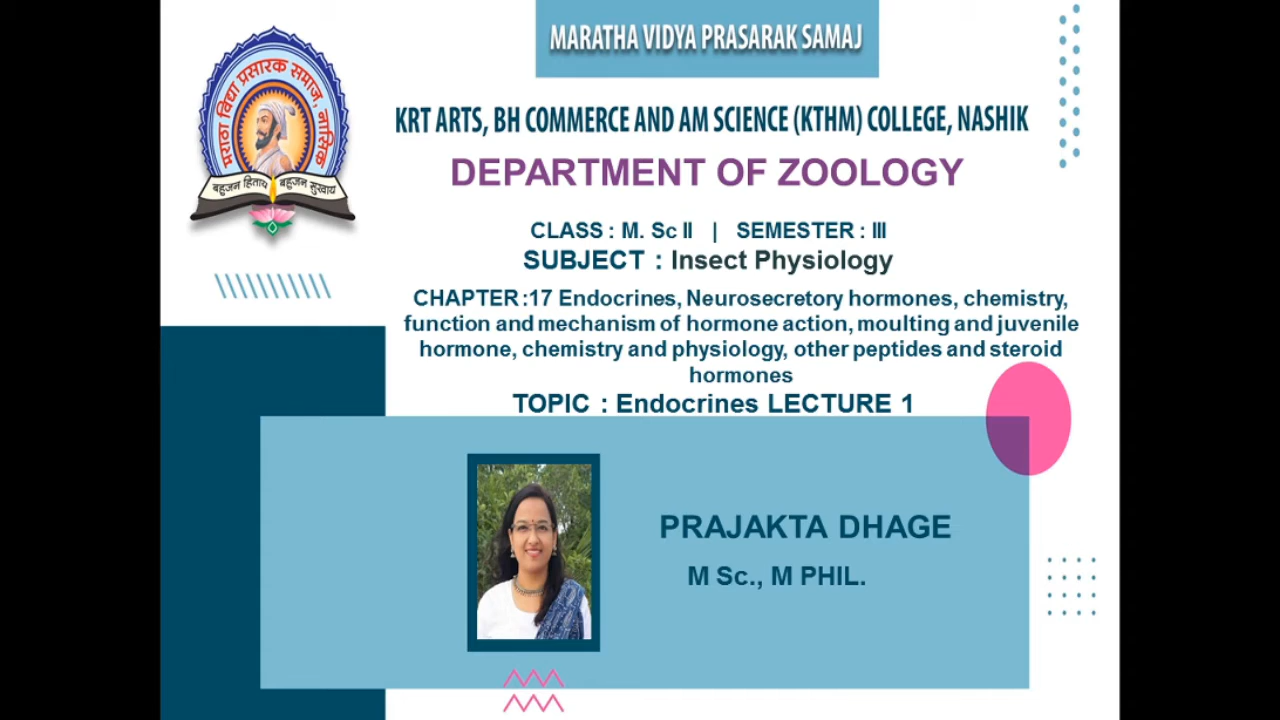 MARATHA VIDYA PRASARAK SAMAJ
मराठा विद्या प्रसारक समाज, नाशिक
बहुजन हिताय बहुजन सुखाय
KRT ARTS, BH COMMERCE AND AM SCIENCE (KTHM) COLLEGE, NASHIK
DEPARTMENT OF ZOOLOGY
CLASS : M. Sc II | SEMESTER : III
SUBJECT : Insect Physiology
CHAPTER :17 Endocrines, Neurosecretory hormones, chemistry,
function and mechanism of hormone action, moulting and juvenile
hormone, chemistry and physiology, other peptides and steroid
hormones
TOPIC : Endocrines LECTURE 1
PRAJAKTA DHAGE
M Sc., M PHIL.